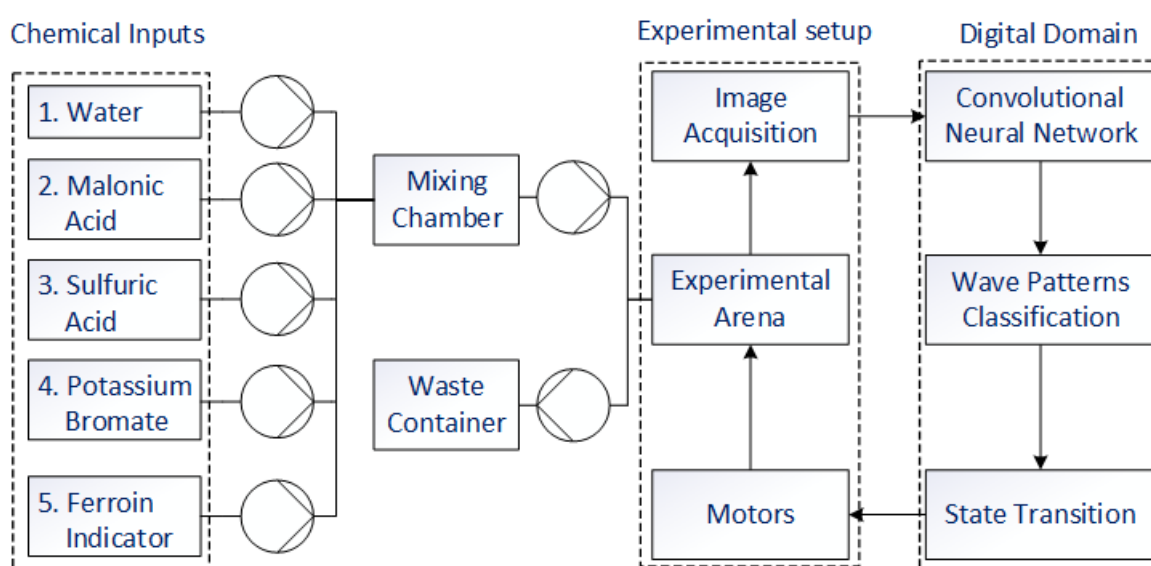 Chemical Inputs
1. Water
2. Malonic
Acid
3. Sulfuric
Acid
4. Potassium
Bromate
5. Ferroin
Indicator
Mixing
Chamber
Waste
Container
Experimental setup
Image
Acquisition
Experimental
Arena
Motors
Digital Domain
Convolutional
Neural Network
Wave Patterns
Classification
State Transition